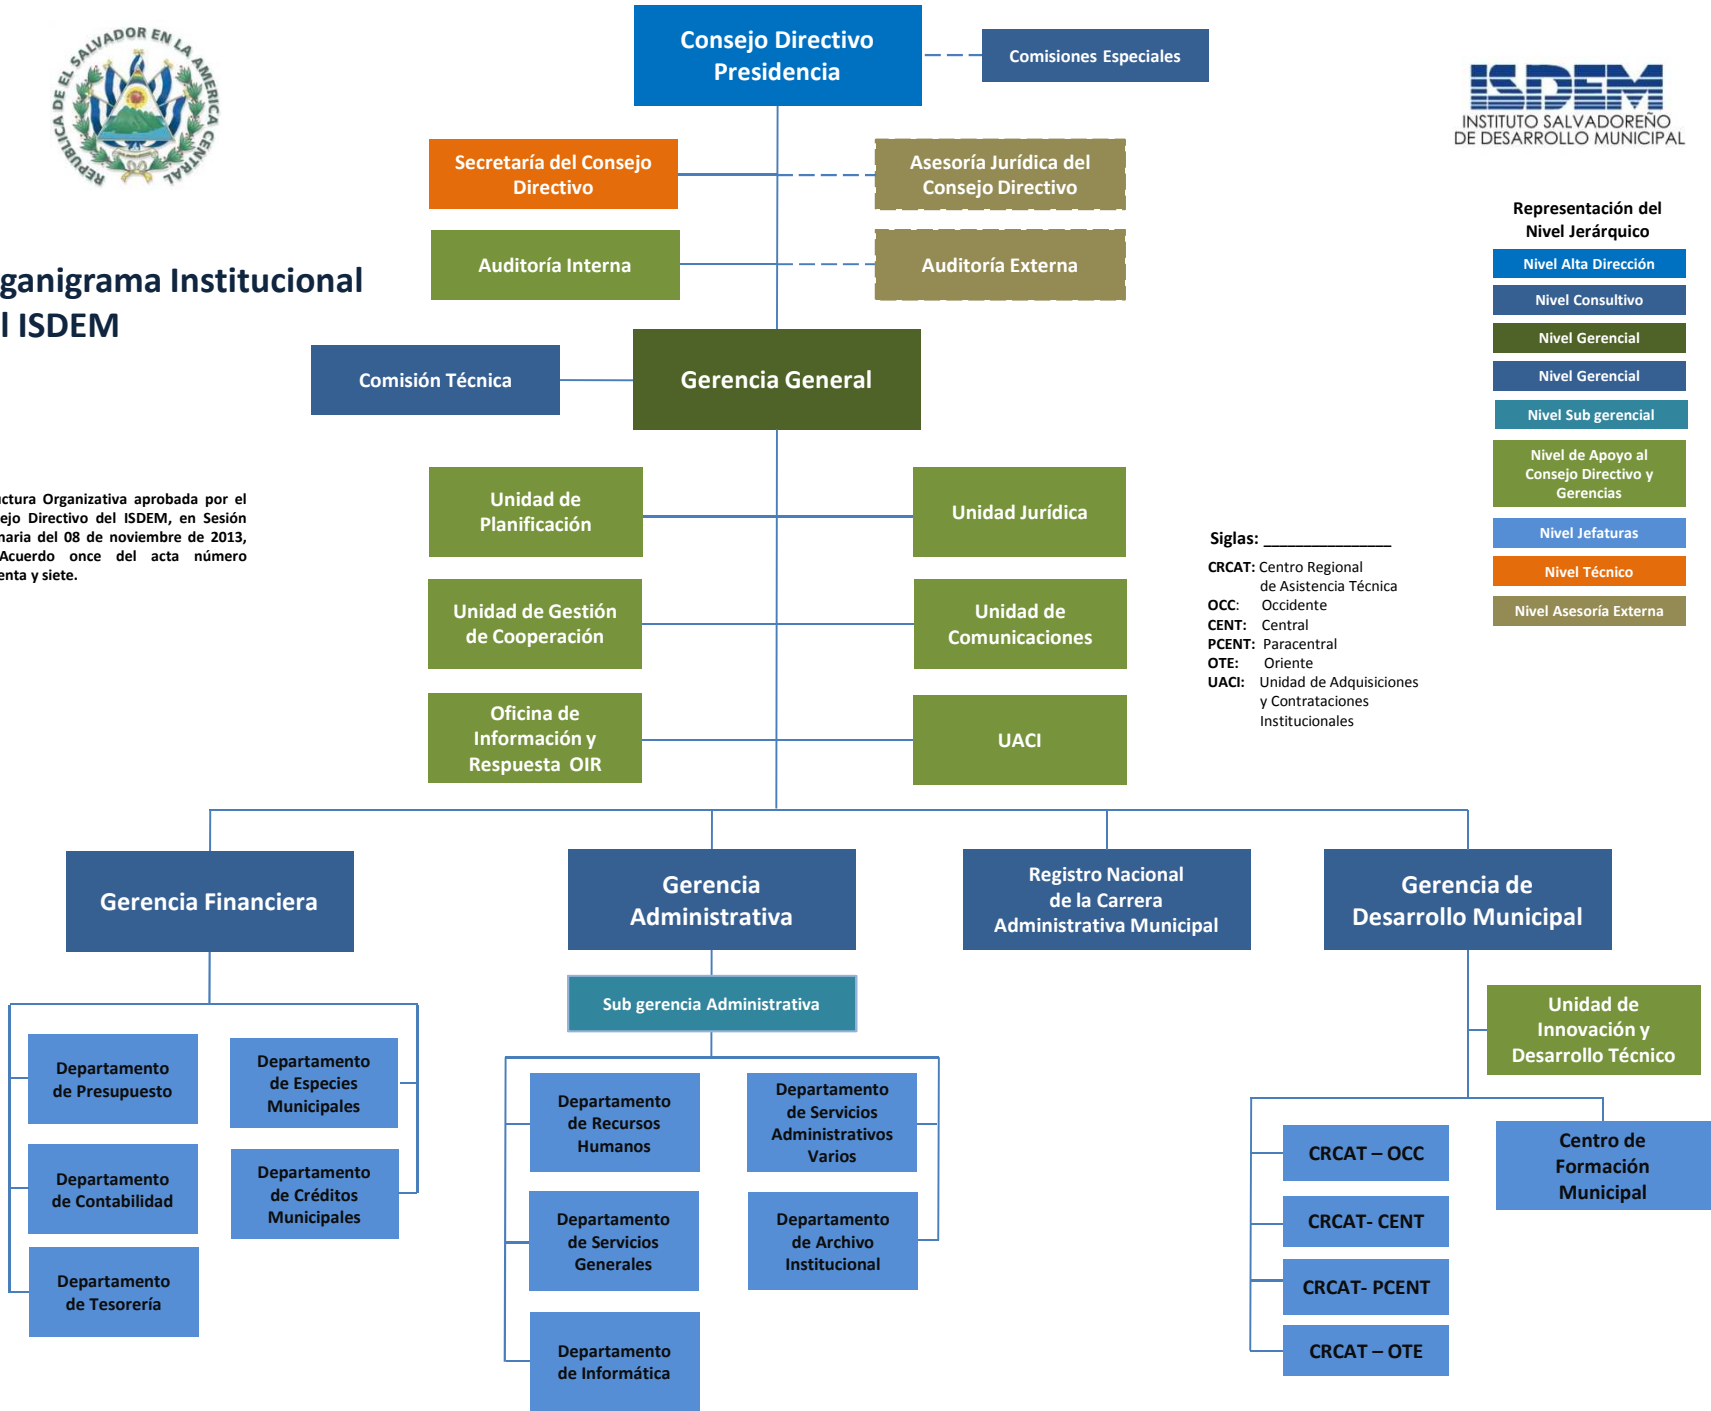 REPUBLICA DE EL SALVADOR EN LA AMERICA CENTRAL
Consejo Directivo
Presidencia
Comisiones Especiales
ISDEM
INSTITUTO SALVADOREÑO
DE DESARROLLO MUNICIPAL
Secretaría del Consejo
Directivo
Asesoría Jurídica del
Consejo Directivo
Auditoría Interna
Auditoría Externa
ganigrama Institucional
l ISDEM
Comisión Técnica
Gerencia General
Representación del
Nivel Jerárquico
Nivel Alta Dirección
Nivel Consultivo
Nivel Gerencial
Nivel Gerencial
Nivel Sub gerencial
Nivel de Apoyo al
Consejo Directivo y
Gerencias
Nivel Jefaturas
Nivel Técnico
Nivel Asesoría Externa
uctura Organizativa aprobada por el
ejo Directivo del ISDEM, en Sesión
naria del 08 de noviembre de 2013,
Acuerdo once del acta número
enta y siete.
Unidad de
Planificación
Unidad Jurídica
Unidad de Gestión
de Cooperación
Unidad de
Comunicaciones
Oficina de
Información y
Respuesta OIR
UACI
Siglas: ________________
CRCAT: Centro Regional
de Asistencia Técnica
OCC: Occidente
CENT: Central
PCENT: Paracentral
OTE: Oriente
UACI: Unidad de Adquisiciones
y Contrataciones
Institucionales
Gerencia Financiera
Gerencia
Administrativa
Registro Nacional
de la Carrera
Administrativa Municipal
Gerencia de
Desarrollo Municipal
Sub gerencia Administrativa
Unidad de
Innovación y
Desarrollo Técnico
Departamento
de Presupuesto
Departamento
de Especies
Municipales
Departamento
de Contabilidad
Departamento
de Créditos
Municipales
Departamento
de Tesorería
Departamento
de Recursos
Humanos
Departamento
de Servicios
Administrativos
Varios
Departamento
de Servicios
Generales
Departamento
de Archivo
Institucional
Departamento
de Informática
CRCAT – OCC
CRCAT- CENT
CRCAT- PCENT
CRCAT – OTE
Centro de
Formación
Municipal